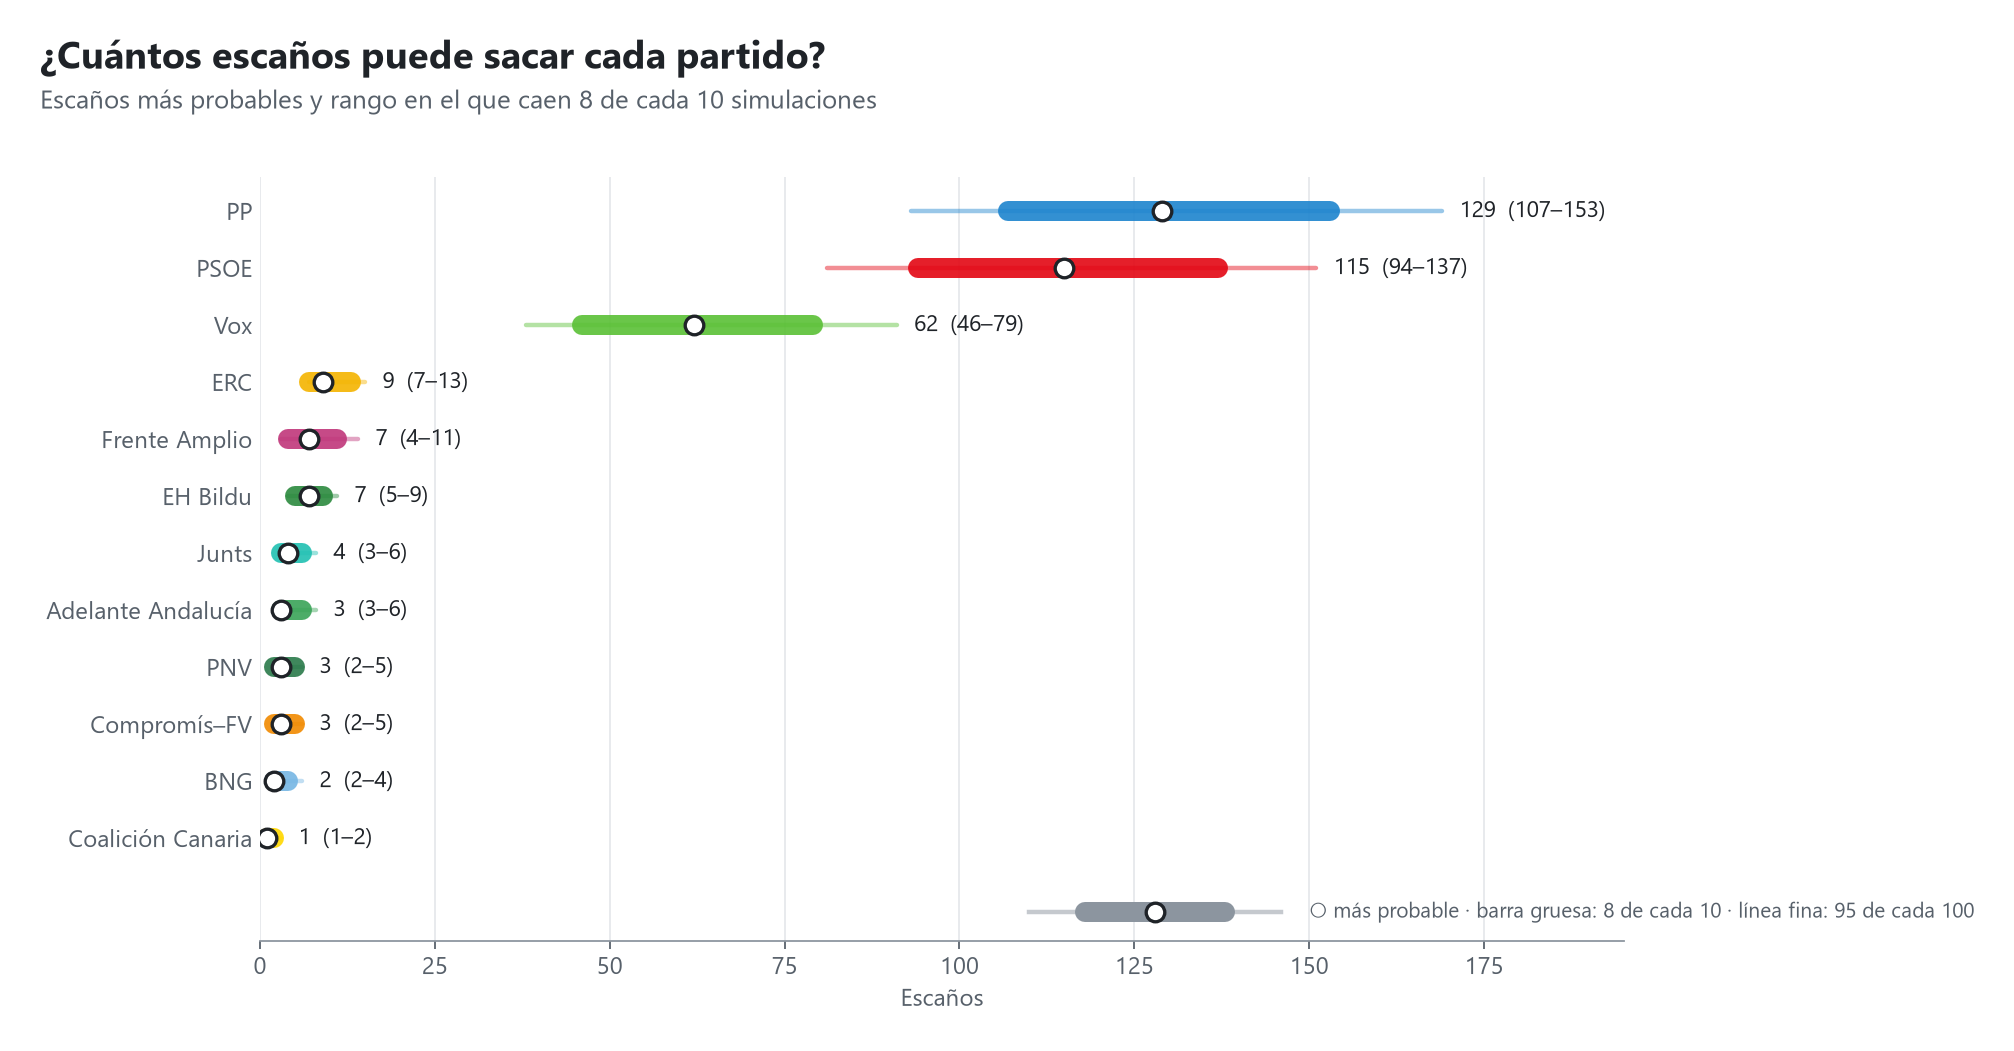 ¿Cuántos escaños puede sacar cada partido?
Escaños más probables y rango en el que caen 8 de cada 10 simulaciones
PP 129 (107–153)
PSOE 115 (94–137)
Vox 62 (46–79)
ERC 9 (7–13)
Frente Amplio 7 (4–11)
EH Bildu 7 (5–9)
Junts 4 (3–6)
Adelante Andalucía 3 (3–6)
PNV 3 (2–5)
Compromís–FV 3 (2–5)
BNG 2 (2–4)
Coalición Canaria 1 (1–2)
○ más probable · barra gruesa: 8 de cada 10 · línea fina: 95 de cada 100
0 25 50 75 100 125 150 175
Escaños